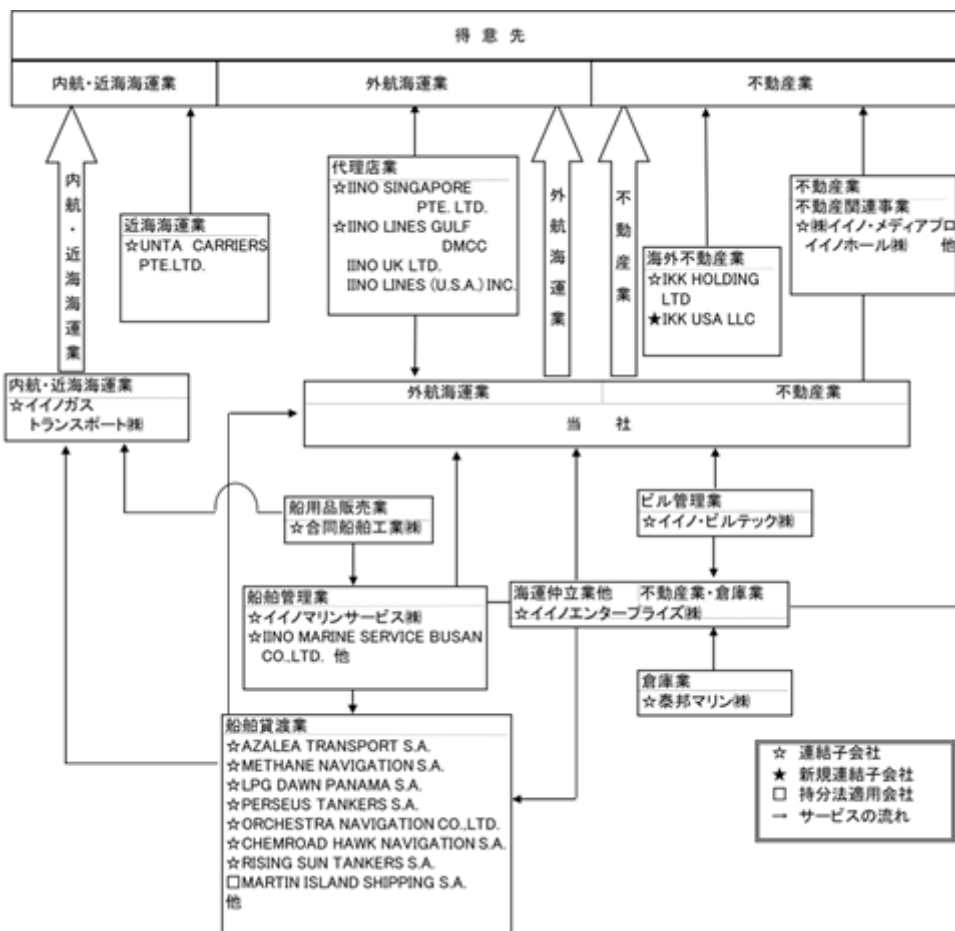 得意先
内航・近海海運業
外航海運業
不動産業
内航・近海海運業
近海海運業
☆UNTA CARRIERS
PTE.LTD.
代理店業
☆IINO SINGAPORE
PTE. LTD.
☆IINO LINES GULF
DMCC
IINO UK LTD.
IINO LINES (U.S.A.) INC.
外航海運業
不動産業
海外不動産業
☆IKK HOLDING
LTD
★IKK USA LLC
不動産業
不動産関連事業
☆㈱イイノ・メディアプロ
イイノホール㈱ 他
内航・近海海運業
☆イイノガス
トランスポート㈱
外航海運業
不動産業
当社
船用品販売業
☆合同船舶工業㈱
ビル管理業
☆イイノ・ビルテック㈱
船舶管理業
☆イイノマリンサービス㈱
☆IINO MARINE SERVICE BUSAN
CO.,LTD. 他
海運仲立業他 不動産業・倉庫業
☆イイノエンタープライズ㈱
倉庫業
☆泰邦マリン㈱
船舶貸渡業
☆AZALEA TRANSPORT S.A.
☆METHANE NAVIGATION S.A.
☆LPG DAWN PANAMA S.A.
☆PERSEUS TANKERS S.A.
☆ORCHESTRA NAVIGATION CO.,LTD.
☆CHEMROAD HAWK NAVIGATION S.A.
☆RISING SUN TANKERS S.A.
□MARTIN ISLAND SHIPPING S.A.
他
☆ 連結子会社
★ 新規連結子会社
□ 持分法適用会社
→ サービスの流れ